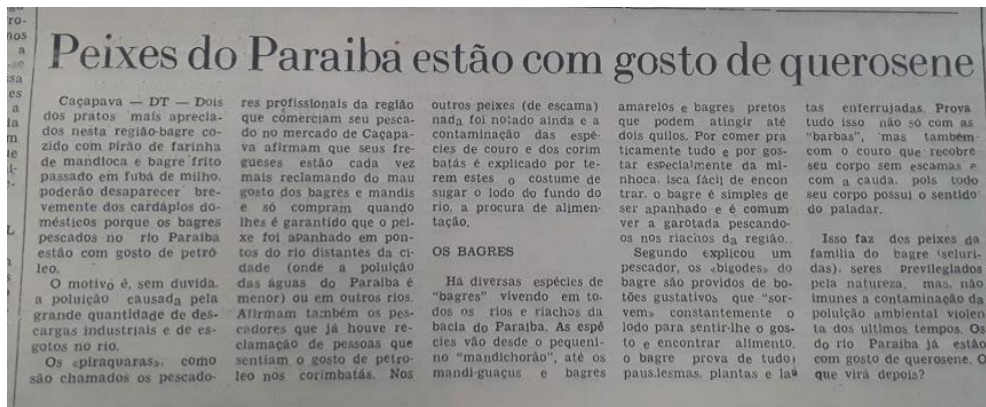 Peixes do Paraiba estão com gosto de querosene
Caçapava — DT — Dois
dos pratos mais aprecia-
dos nesta região-bagre co-
zido com Pirão de farinha
de mandioca e bagre frito
passado em fubá de milho,
poderão desaparecer bre-
vemente dos cardápios do-
mésticos porque os bagres
pescados no rio Paraiba
estão com gosto de petró
leo.
O motivo é, sem duvida,
a poluição causada pela
grande quantidade de des-
cargas industriais e de es-
gotos no rio.
Os «piraquaras», como
são chamados os pescado-
res profissionais da região
que comerciam seu pesca-
do no mercado de Caçapa-
va afirmam que seus fre-
gueses estão cada vez
mais reclamando do mau
gosto dos bagres e mandis
e só compram quando
lhes é garantido que o pei-
xe foi apanhado em pon-
tos do rio distantes da ci-
dade (onde a poluição
das águas do Paraiba é
menor) ou em outros rios.
Afirmam também os pes-
cadores que já houve re-
clamação de pessoas que
sentiam o gosto de petro-
leo nos corimbatás. Nos
outros peixes (de escama)
nada foi notado ainda e a
contaminação das espé-
cies de couro e dos corim
batás é explicado por te-
rem estes o costume de
sugar o lodo do fundo do
rio, a procura de alimen-
tação.
OS BAGRES
Há diversas espécies de
"bagres" vivendo em to-
dos os rios e riachos da
bacia do Paraiba. As espé
cies vão desde o pequeni-
no "mandichorão", até os
mandi-guaçus e bagres
amarelos e bagres pretos
que podem atingir até
dois quilos. Por comer pra
ticamente tudo e por gos-
tar especialmente da mi-
nhoca, isca fácil de encon
trar, o bagre é simples de
ser apanhado e é comum
ver a garotada pescando-
os nos riachos da região.
Segundo explicou um
pescador, os «bigodes» do
bagre são providos de bo-
tões gustativos que "sor-
vem» constantemente o
lodo para sentir-lhe o gos-
to e encontrar alimento.
o bagre prova de tudo;
paus, lesmas, plantas e la-
tas enferrujadas. Prova
tudo isso não só com as
"barbas", mas também
com o couro que recobre
seu corpo sem escamas e
com a cauda, pois todo
seu corpo possui o sentido
do paladar.
Isso faz dos peixes da
familia do bagre (seluri-
das), seres previlegiados
pela natureza, mas, não
imunes a contaminação da
poluição ambiental violen
ta dos ultimos tempos. Os
do rio Paraiba já estão
com gosto de querosene. O
que virá depois?